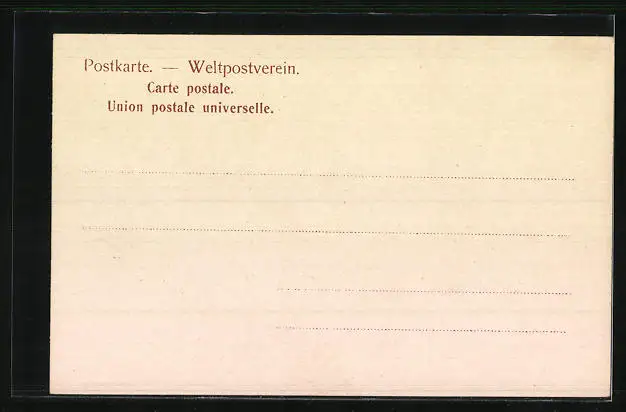 Postkarte. — Weltpostverein.
Carte postale.
Union postale universelle.